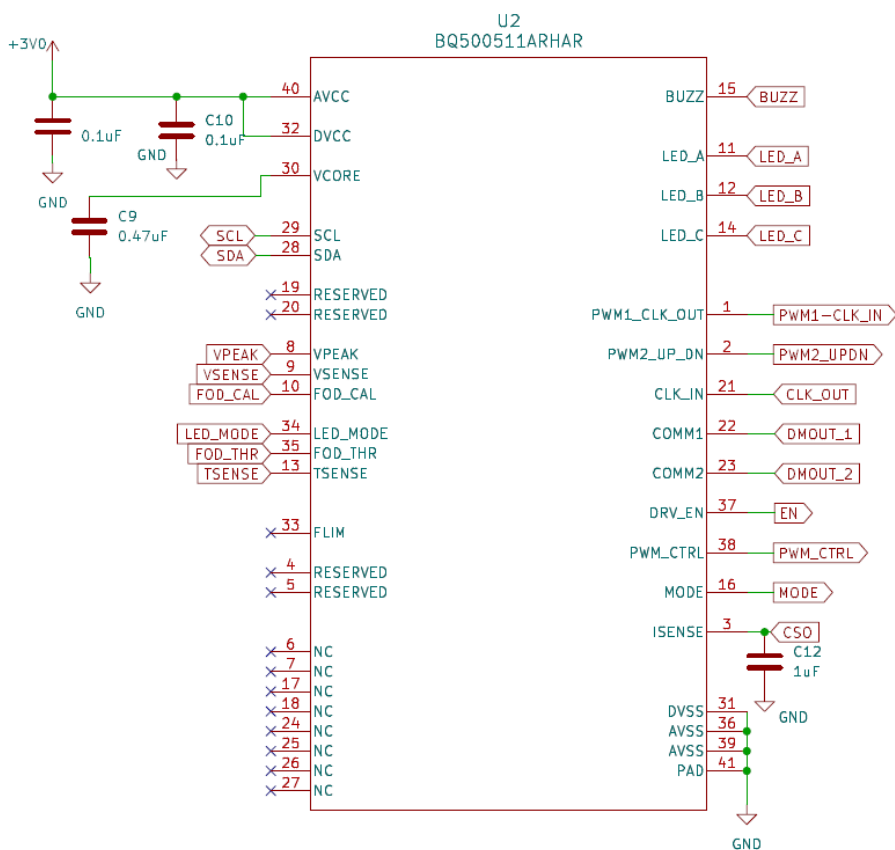 U2
BQ500511ARHAR
+3V0
0.1uF
GND
C10
0.1uF
GND
C9
0.47uF
GND
40 AVCC
32 DVCC
30 VCORE
SCL 29 SCL
SDA 28 SDA
19 RESERVED
20 RESERVED
VPEAK 8 VPEAK
VSENSE 9 VSENSE
FOD_CAL 10 FOD_CAL
LED_MODE 34 LED_MODE
FOD_THR 35 FOD_THR
TSENSE 13 TSENSE
33 FLIM
4 RESERVED
5 RESERVED
6 NC
7 NC
17 NC
18 NC
24 NC
25 NC
26 NC
27 NC
BUZZ 15 BUZZ
LED_A 11 LED_A
LED_B 12 LED_B
LED_C 14 LED_C
PWM1_CLK_OUT 1 PWM1-CLK_IN
PWM2_UP_DN 2 PWM2_UPDN
CLK_IN 21 CLK_OUT
COMM1 22 DMOUT_1
COMM2 23 DMOUT_2
DRV_EN 37 EN
PWM_CTRL 38 PWM_CTRL
MODE 16 MODE
ISENSE 3 CSO
C12
1uF
GND
DVSS 31
AVSS 36
AVSS 39
PAD 41
GND